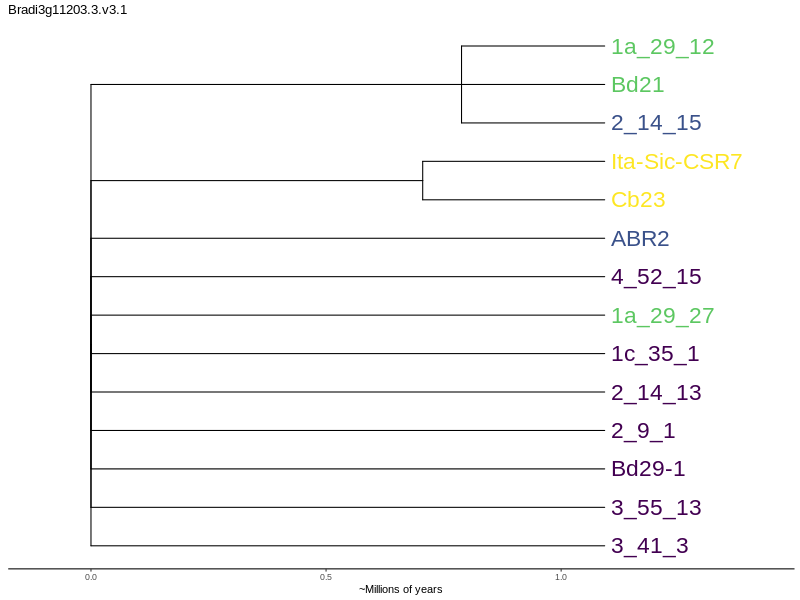 Bradi3g11203.3.v3.1
1a_29_12
Bd21
2_14_15
Ita-Sic-CSR7
Cb23
ABR2
4_52_15
1a_29_27
1c_35_1
2_14_13
2_9_1
Bd29-1
3_55_13
3_41_3
0.0 0.5 1.0
~Millions of years